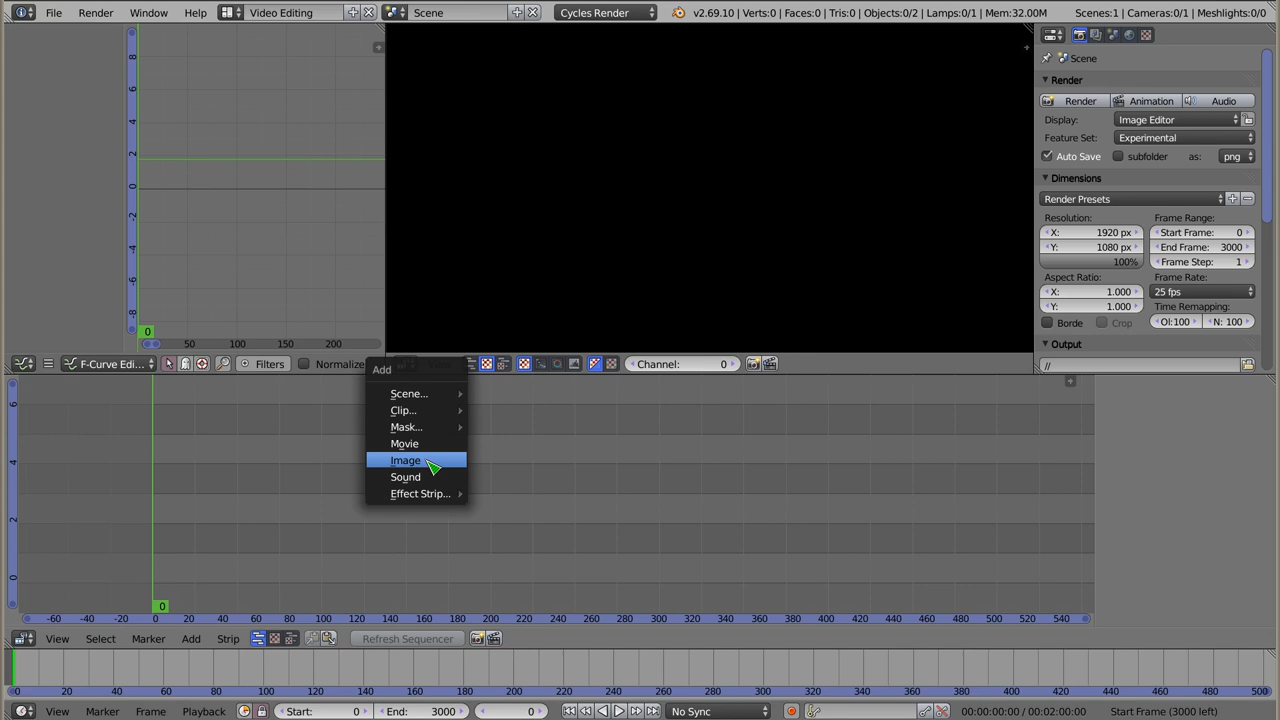 File Render Window Help Video Editing Scene Cycles Render v2.69.10 | Verts:0 | Faces:0 | Tris:0 | Objects:0/2 | Lamps:0/1 | Mem:32.00M Scenes:1 | Cameras:0/1 | Meshlights:0/0
8
6
4
2
0
-2
-4
-6
-8
0
50 100 150 200
F-Curve Edi... Filters Normalize Channel: 0
Scene
Render
Render Animation Audio
Display: Image Editor
Feature Set: Experimental
Auto Save subfolder as: png
Dimensions
Render Presets
Resolution: Frame Range:
X: 1920 px Start Frame: 0
Y: 1080 px End Frame: 3000
100% Frame Step: 1
Aspect Ratio: Frame Rate:
X: 1.000 25 fps
Y: 1.000 Time Remapping:
Borde Crop Ol:100 N: 100
Output
//
Add
Scene...
Clip...
Mask...
Movie
Image
Sound
Effect Strip...
6
4
2
0
0
-60 -40 -20 0 20 40 60 80 100 120 140 160 180 200 220 240 260 280 300 320 340 360 380 400 420 440 460 480 500 520 540
View Select Marker Add Strip Refresh Sequencer
0 20 40 60 80 100 120 140 160 180 200 220 240 260 280 300 320 340 360 380 400 420 440 460 480 500
View Marker Frame Playback Start: 0 End: 3000 0 No Sync 00:00:00:00 / 00:02:00:00 Start Frame (3000 left)